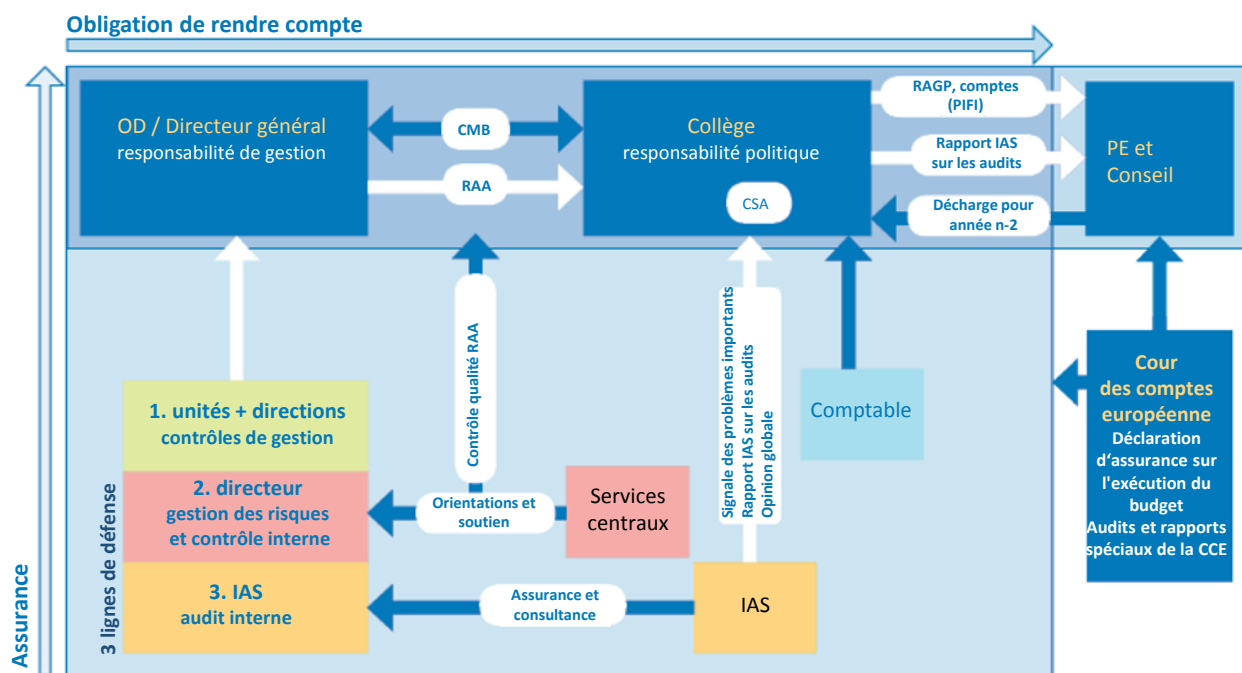 Obligation de rendre compte
OD / Directeur général
responsabilité de gestion
CMB
RAA
Collège
responsabilité politique
CSA
RAGP, comptes
(PIFI)
Rapport IAS
sur les audits
Décharge pour
année n-2
PE et
Conseil
Contrôle qualité RAA
Signale des problèmes importants
Rapport IAS sur les audits
Opinion globale
Comptable
Cour
des comptes
européenne
Déclaration
d‘assurance sur
l'exécution du
budget
Audits et rapports
spéciaux de la CCE
1. unités + directions
contrôles de gestion
2. directeur
gestion des risques
et contrôle interne
3. IAS
audit interne
3 lignes de défense
Orientations et
soutien
Services
centraux
Assurance et
consultance
IAS
Assurance